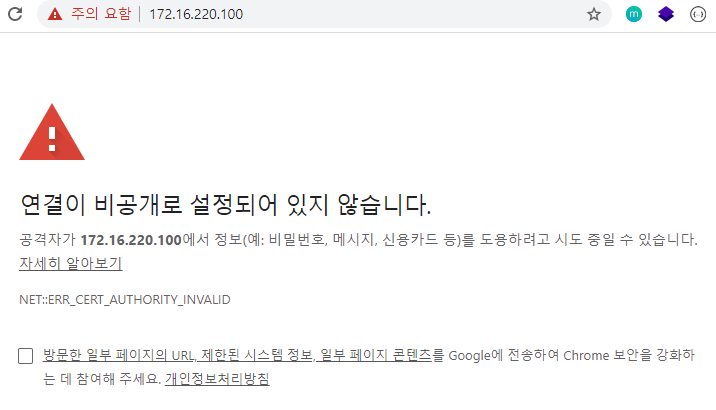 주의 요함 | 172.16.220.100
m
연결이 비공개로 설정되어 있지 않습니다.
공격자가 172.16.220.100에서 정보(예: 비밀번호, 메시지, 신용카드 등)를 도용하려고 시도 중일 수 있습니다.
자세히 알아보기
NET::ERR_CERT_AUTHORITY_INVALID
방문한 일부 페이지의 URL, 제한된 시스템 정보, 일부 페이지 콘텐츠를 Google에 전송하여 Chrome 보안을 강화하
는 데 참여해 주세요. 개인정보처리방침